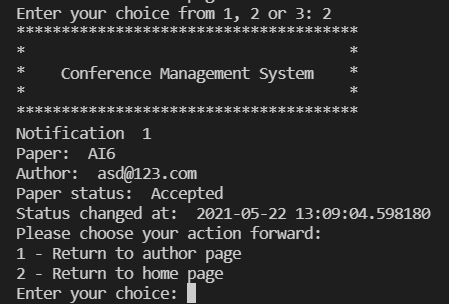 Enter your choice from 1, 2 or 3: 2
**************************************
*                                    *
*    Conference Management System    *
*                                    *
**************************************
Notification  1
Paper:  AI6
Author:  asd@123.com
Paper status:  Accepted
Status changed at:  2021-05-22 13:09:04.598180
Please choose your action forward:
1 - Return to author page
2 - Return to home page
Enter your choice: